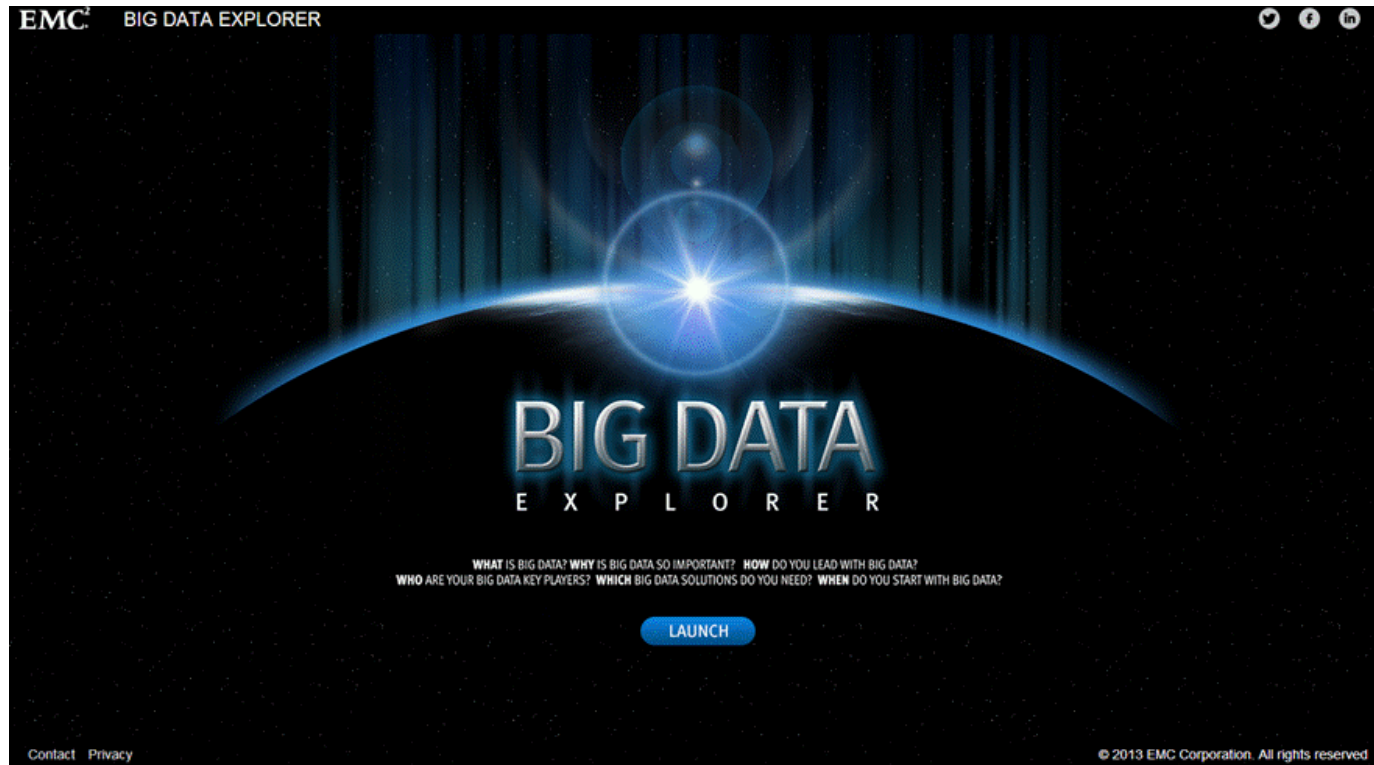 EMC² BIG DATA EXPLORER
BIG DATA
EXPLORER
WHAT IS BIG DATA? WHY IS BIG DATA SO IMPORTANT? HOW DO YOU LEAD WITH BIG DATA?
WHO ARE YOUR BIG DATA KEY PLAYERS? WHICH BIG DATA SOLUTIONS DO YOU NEED? WHEN DO YOU START WITH BIG DATA?
LAUNCH
Contact Privacy © 2013 EMC Corporation. All rights reserved